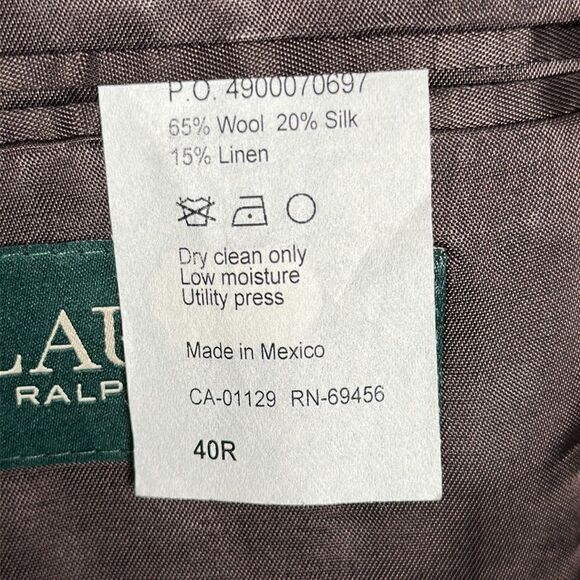 P.O. 4900070697
65% Wool 20% Silk
15% Linen
Dry clean only
Low moisture
Utility press
Made in Mexico
CA-01129 RN-69456
40R
LAU
RALP